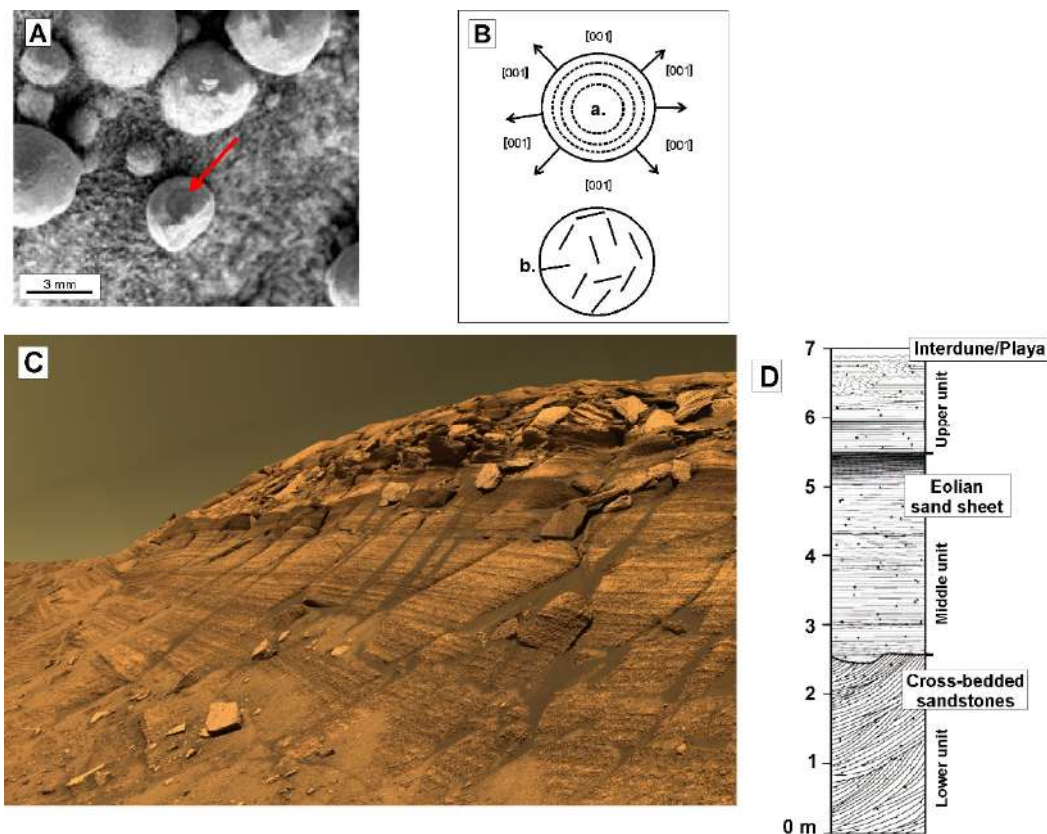 A
3 mm
B
[001]
[001]
[001]
[001]
[001]
[001]
[001]
a.
b.
C
D
7
6
5
4
3
2
1
0 m
Interdune/Playa
Upper unit
Eolian
sand sheet
Middle unit
Cross-bedded
sandstones
Lower unit